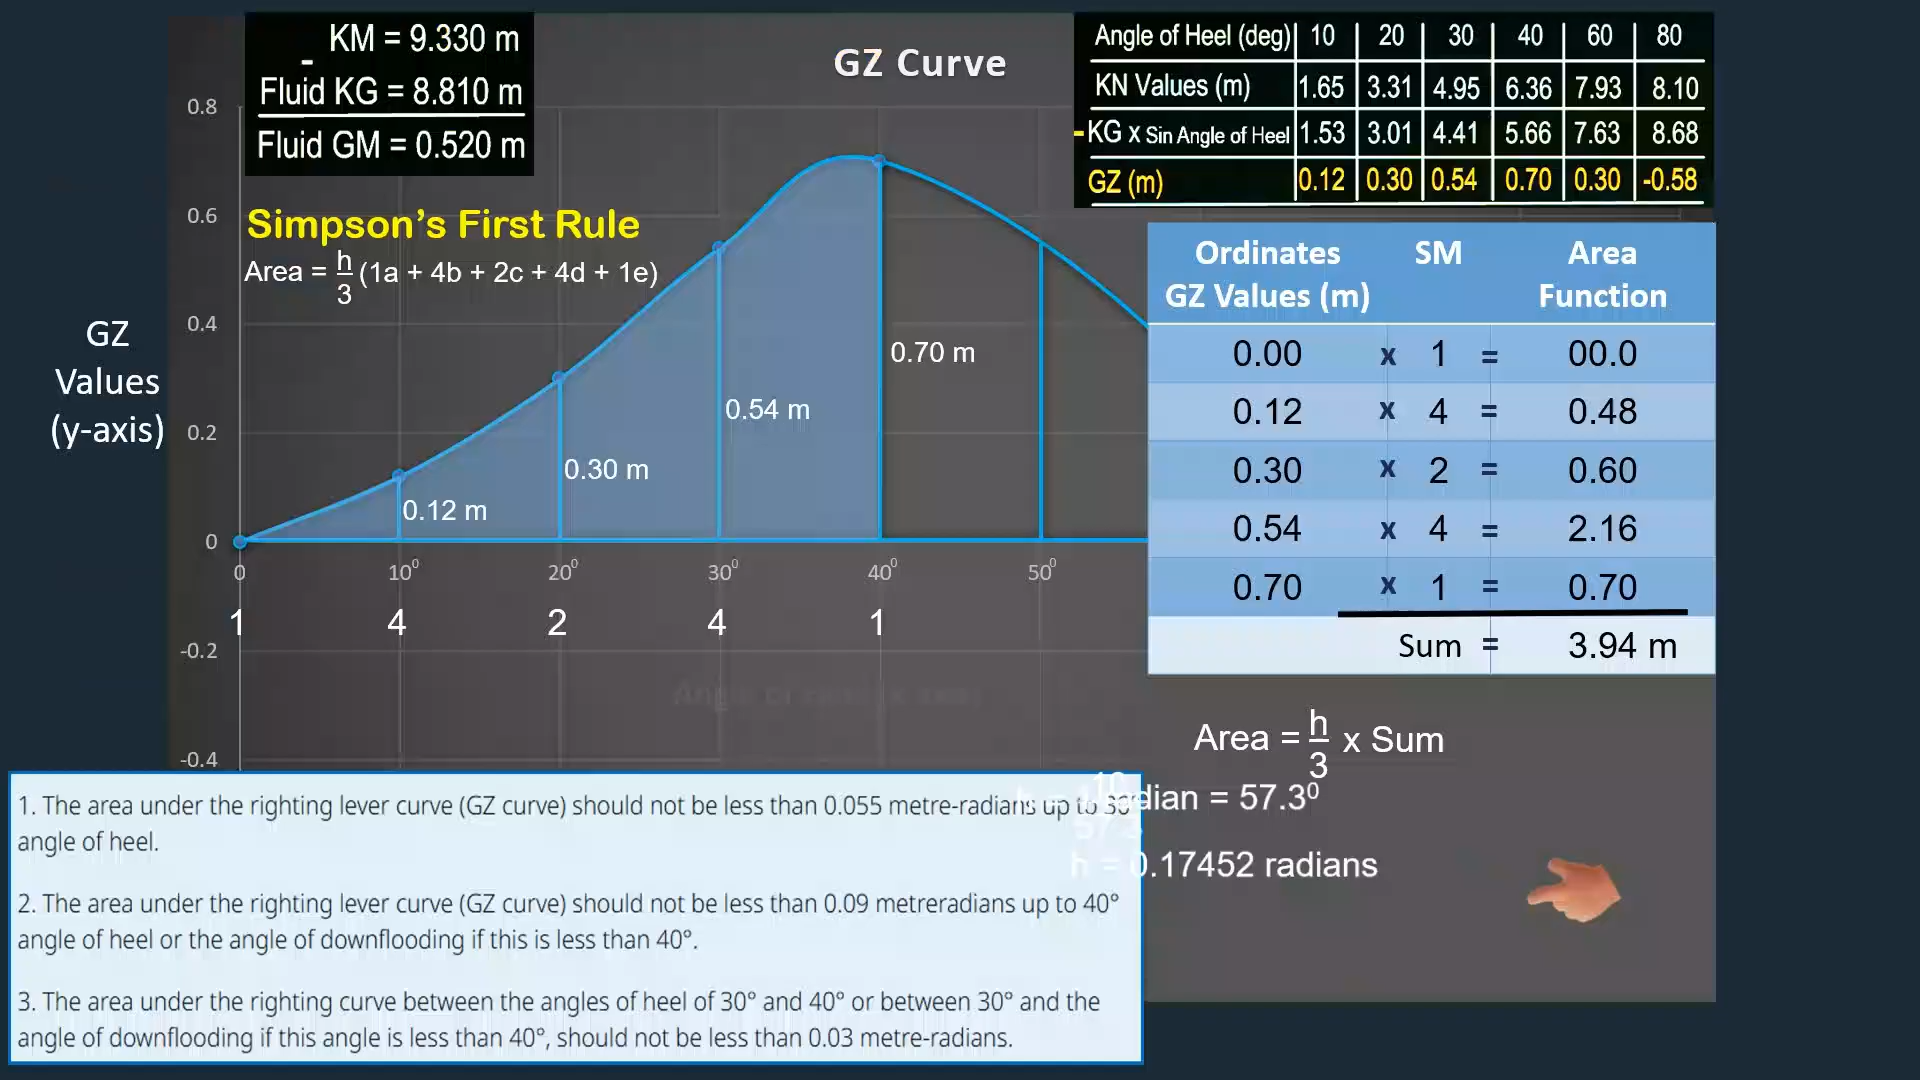 KM = 9.330 m
-
Fluid KG = 8.810 m
Fluid GM = 0.520 m
GZ Curve
Angle of Heel (deg) 10 20 30 40 60 80
KN Values (m) 1.65 3.31 4.95 6.36 7.93 8.10
-KG x Sin Angle of Heel 1.53 3.01 4.41 5.66 7.63 8.68
GZ (m) 0.12 0.30 0.54 0.70 0.30 -0.58
Simpson's First Rule
Area = h/3 (1a + 4b + 2c + 4d + 1e)
GZ
Values
(y-axis)
0.8
0.6
0.4
0.2
0
-0.2
-0.4
0.12 m
0.30 m
0.54 m
0.70 m
0 10⁰ 20⁰ 30⁰ 40⁰ 50⁰
1 4 2 4 1
Ordinates SM Area
GZ Values (m) Function
0.00 x 1 = 00.0
0.12 x 4 = 0.48
0.30 x 2 = 0.60
0.54 x 4 = 2.16
0.70 x 1 = 0.70
Sum = 3.94 m
Area = h/3 x Sum
radian = 57.3⁰
h = 0.17452 radians
1. The area under the righting lever curve (GZ curve) should not be less than 0.055 metre-radians up to 30°
angle of heel.
2. The area under the righting lever curve (GZ curve) should not be less than 0.09 metreradians up to 40°
angle of heel or the angle of downflooding if this is less than 40°.
3. The area under the righting curve between the angles of heel of 30° and 40° or between 30° and the
angle of downflooding if this angle is less than 40°, should not be less than 0.03 metre-radians.